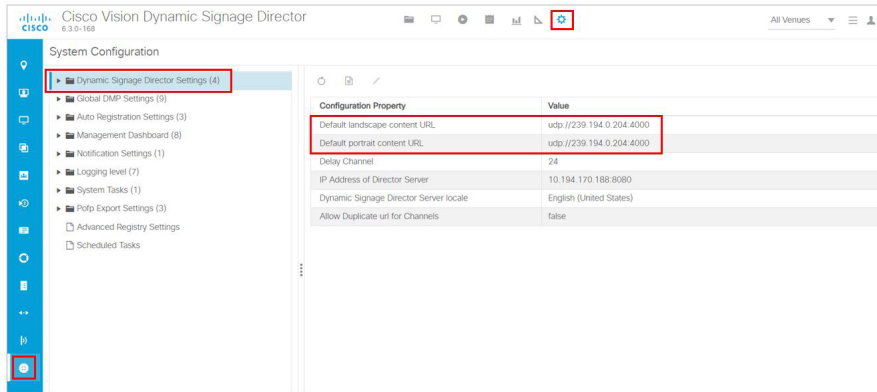 Cisco Vision Dynamic Signage Director
CISCO
6.3.0-168
All Venues
System Configuration
Dynamic Signage Director Settings (4)
Global DMP Settings (9)
Auto Registration Settings (3)
Management Dashboard (8)
Notification Settings (1)
Logging level (7)
System Tasks (1)
Pofp Export Settings (3)
Advanced Registry Settings
Scheduled Tasks
Configuration Property Value
Default landscape content URL udp://239.194.0.204:4000
Default portrait content URL udp://239.194.0.204:4000
Delay Channel 24
IP Address of Director Server 10.194.170.188:8080
Dynamic Signage Director Server locale English (United States)
Allow Duplicate url for Channels false